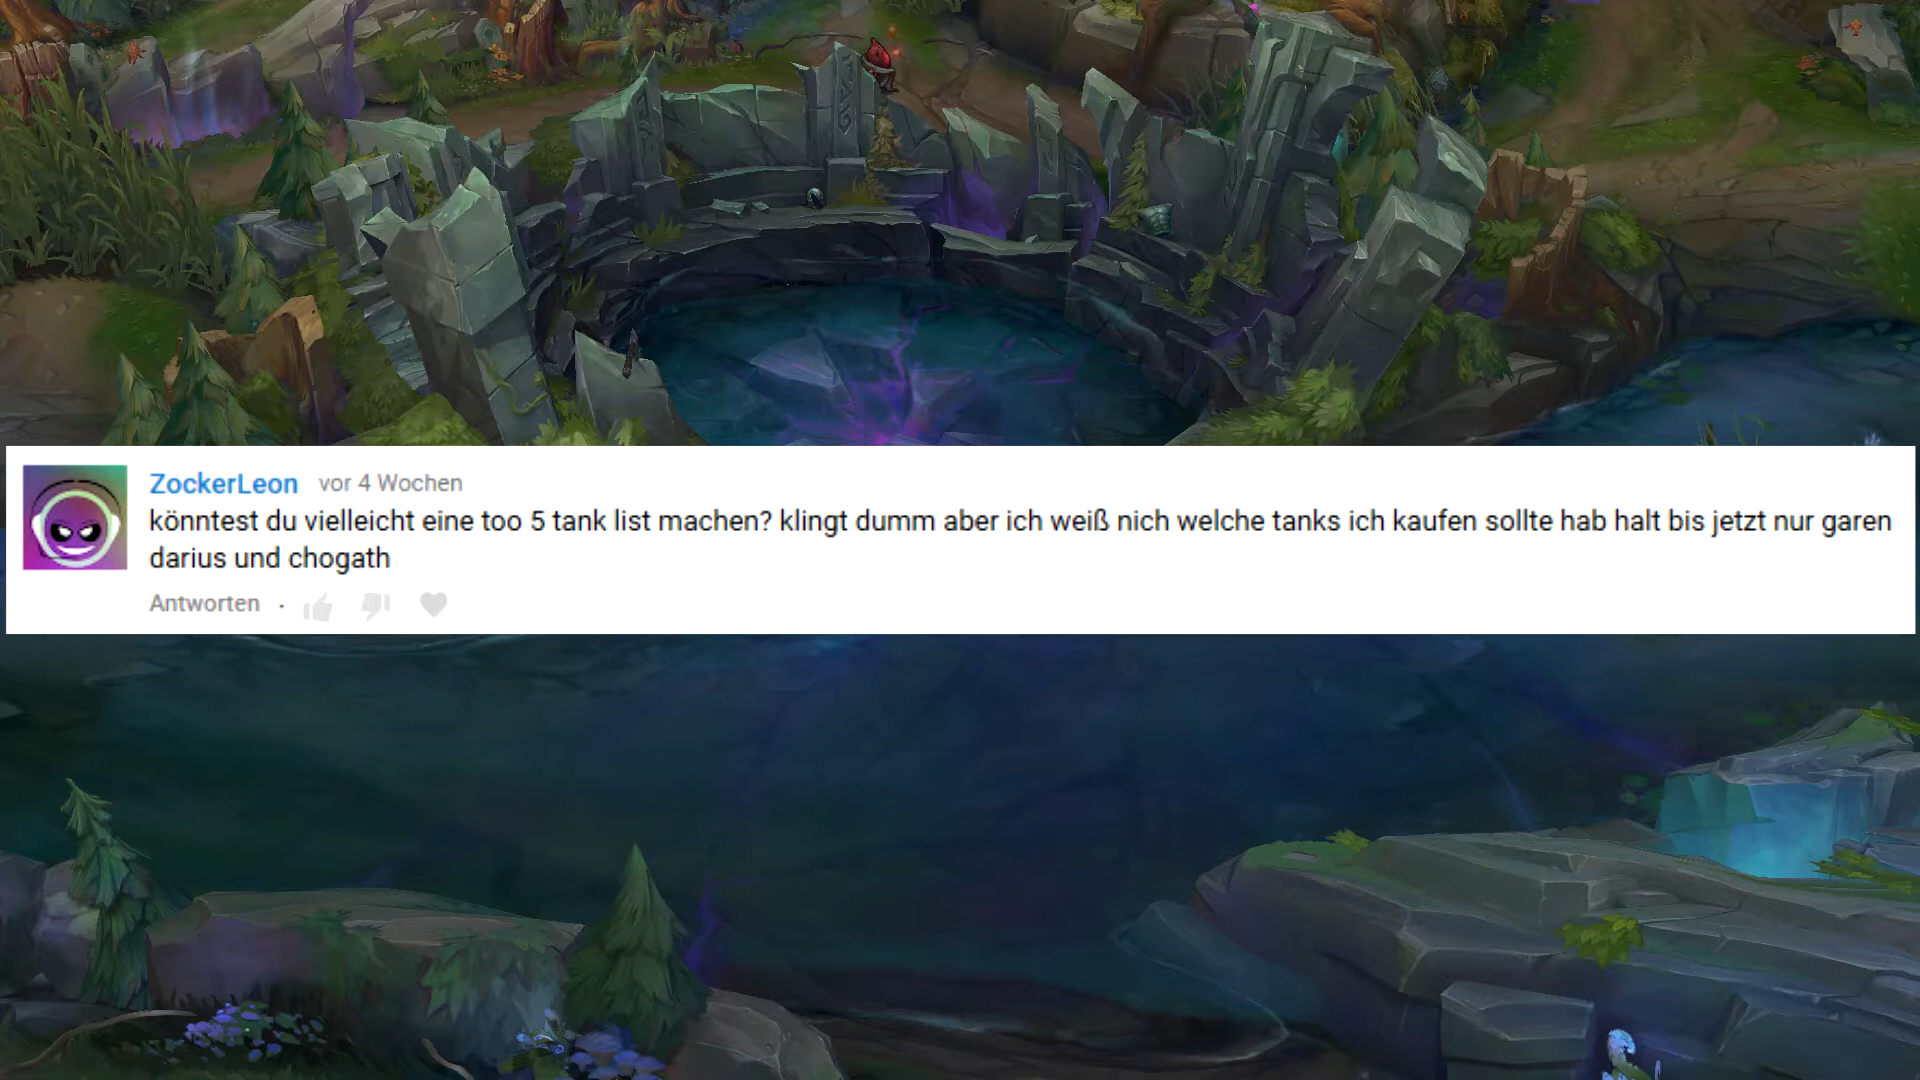 ZockerLeon vor 4 Wochen
könntest du vielleicht eine too 5 tank list machen? klingt dumm aber ich weiß nich welche tanks ich kaufen sollte hab halt bis jetzt nur garen
darius und chogath
Antworten ·